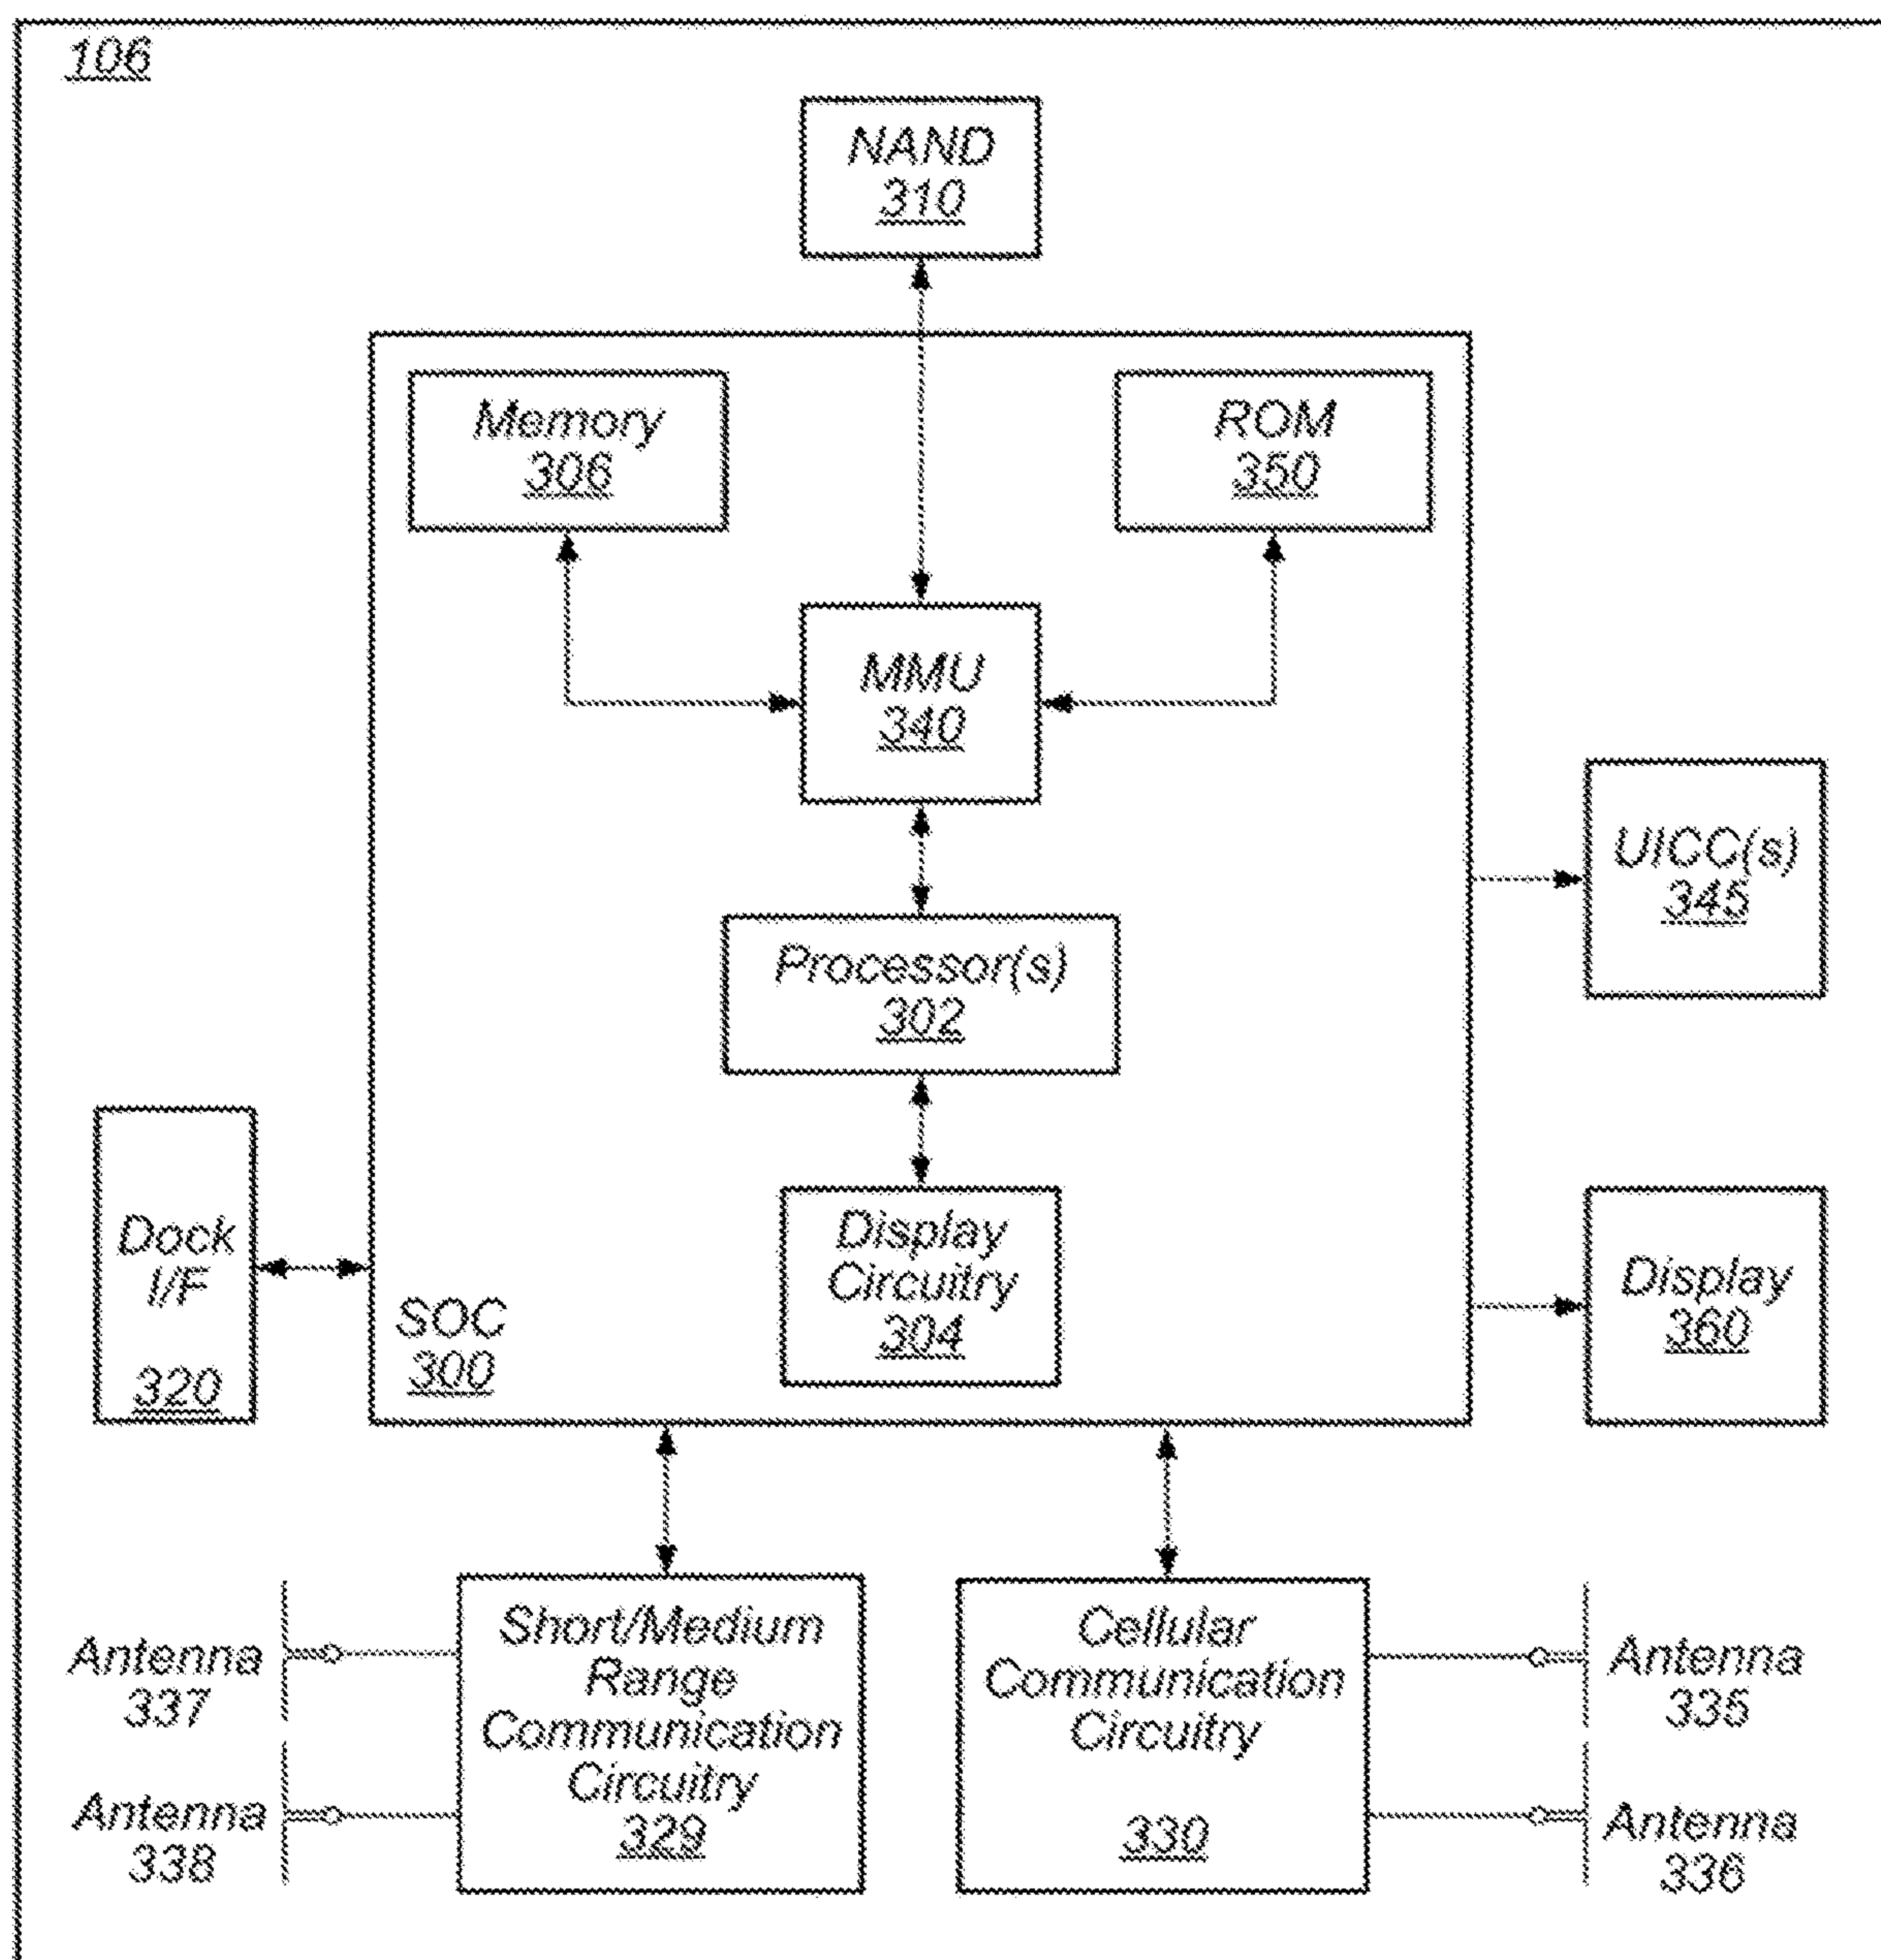 106
NAND
310
Memory
306
ROM
350
MMU
340
UICC(s)
345
Processor(s)
302
Dock
I/F
320
Display
Circuitry
304
SOC
300
Display
360
Short/Medium
Range
Communication
Circuitry
329
Cellular
Communication
Circuitry
330
Antenna
337
Antenna
338
Antenna
335
Antenna
336